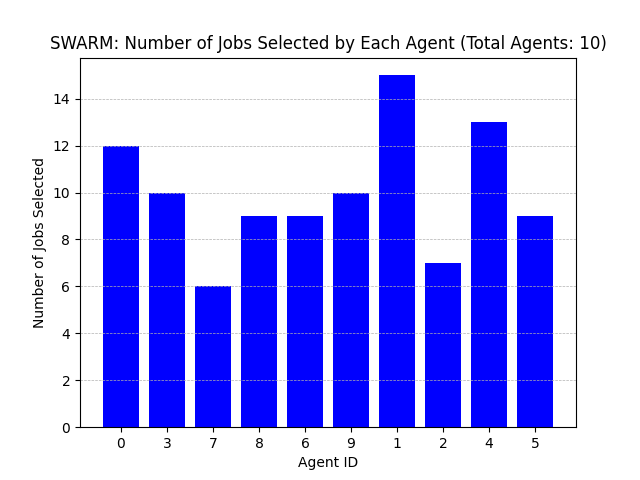 SWARM: Number of Jobs Selected by Each Agent (Total Agents: 10)
Number of Jobs Selected
14
12
10
8
6
4
2
0
0 3 7 8 6 9 1 2 4 5
Agent ID